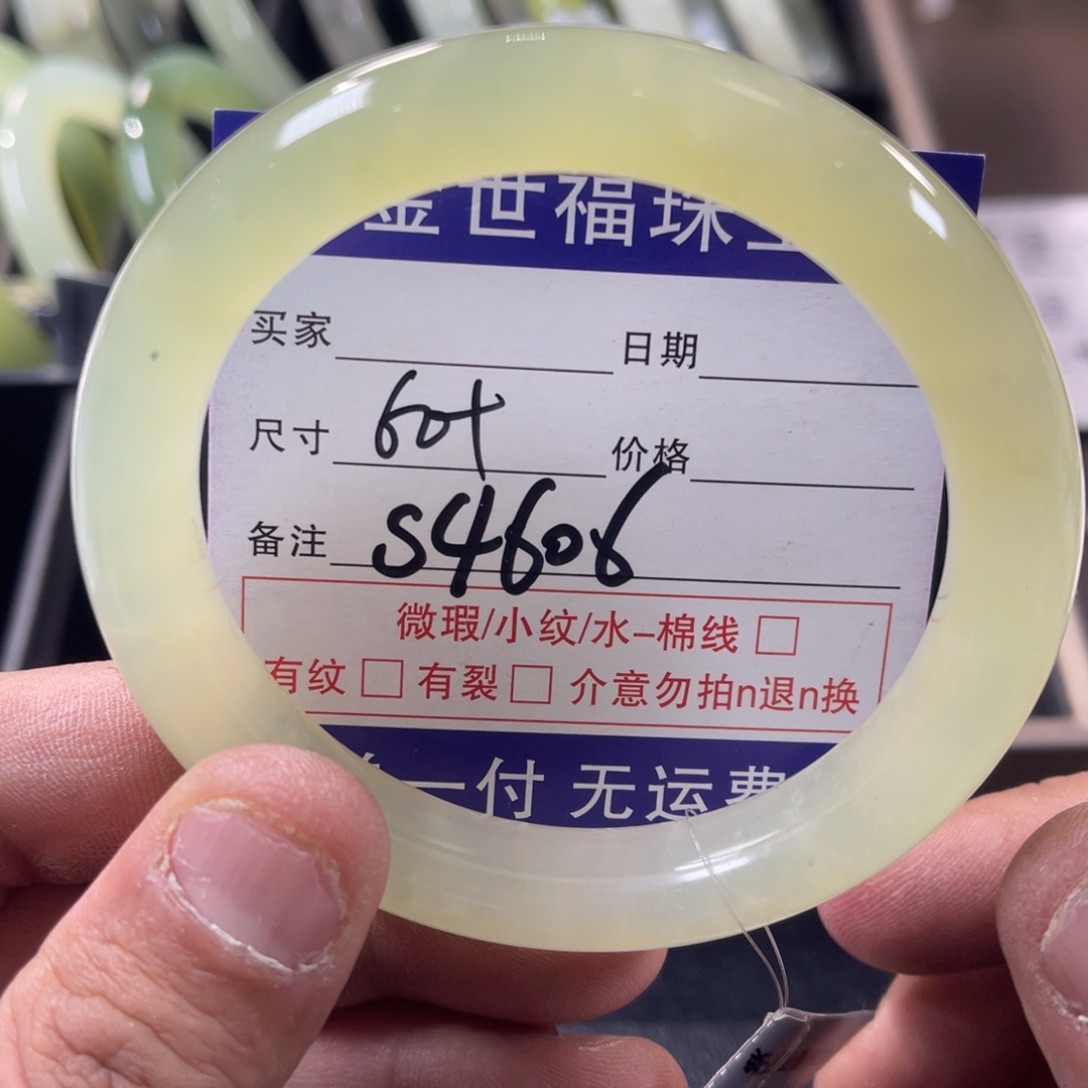 金世福珠
买家 日期
尺寸 60+ 价格
备注 S4606
微瑕/小纹/水-棉线 □
有纹 □ 有裂 □ 介意勿拍n退n换
一付 无运费